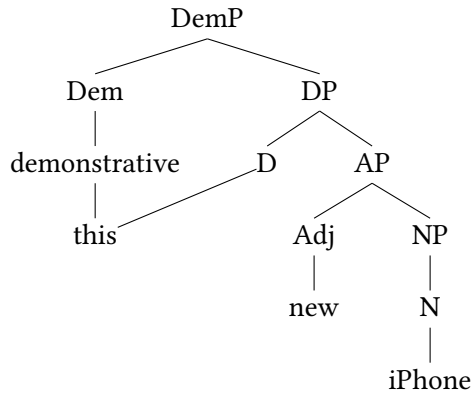 DemP
Dem DP
demonstrative D AP
this Adj NP
new N
iPhone